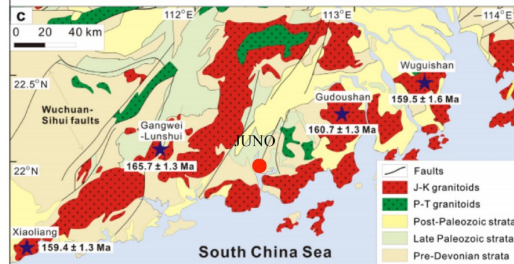 c
0 20 40 km
112°E
113°E
114°E
22.5°N
22°N
Wuchuan-
Sihui faults
Gangwei
-Lunshui
165.7 ± 1.3 Ma
JUNO
Gudoushan
160.7 ± 1.3 Ma
Wuguishan
159.5 ± 1.6 Ma
Xiaoliang
159.4 ± 1.3 Ma
South China Sea
Faults
J-K granitoids
P-T granitoids
Post-Paleozoic strata
Late Paleozoic strata
Pre-Devonian strata